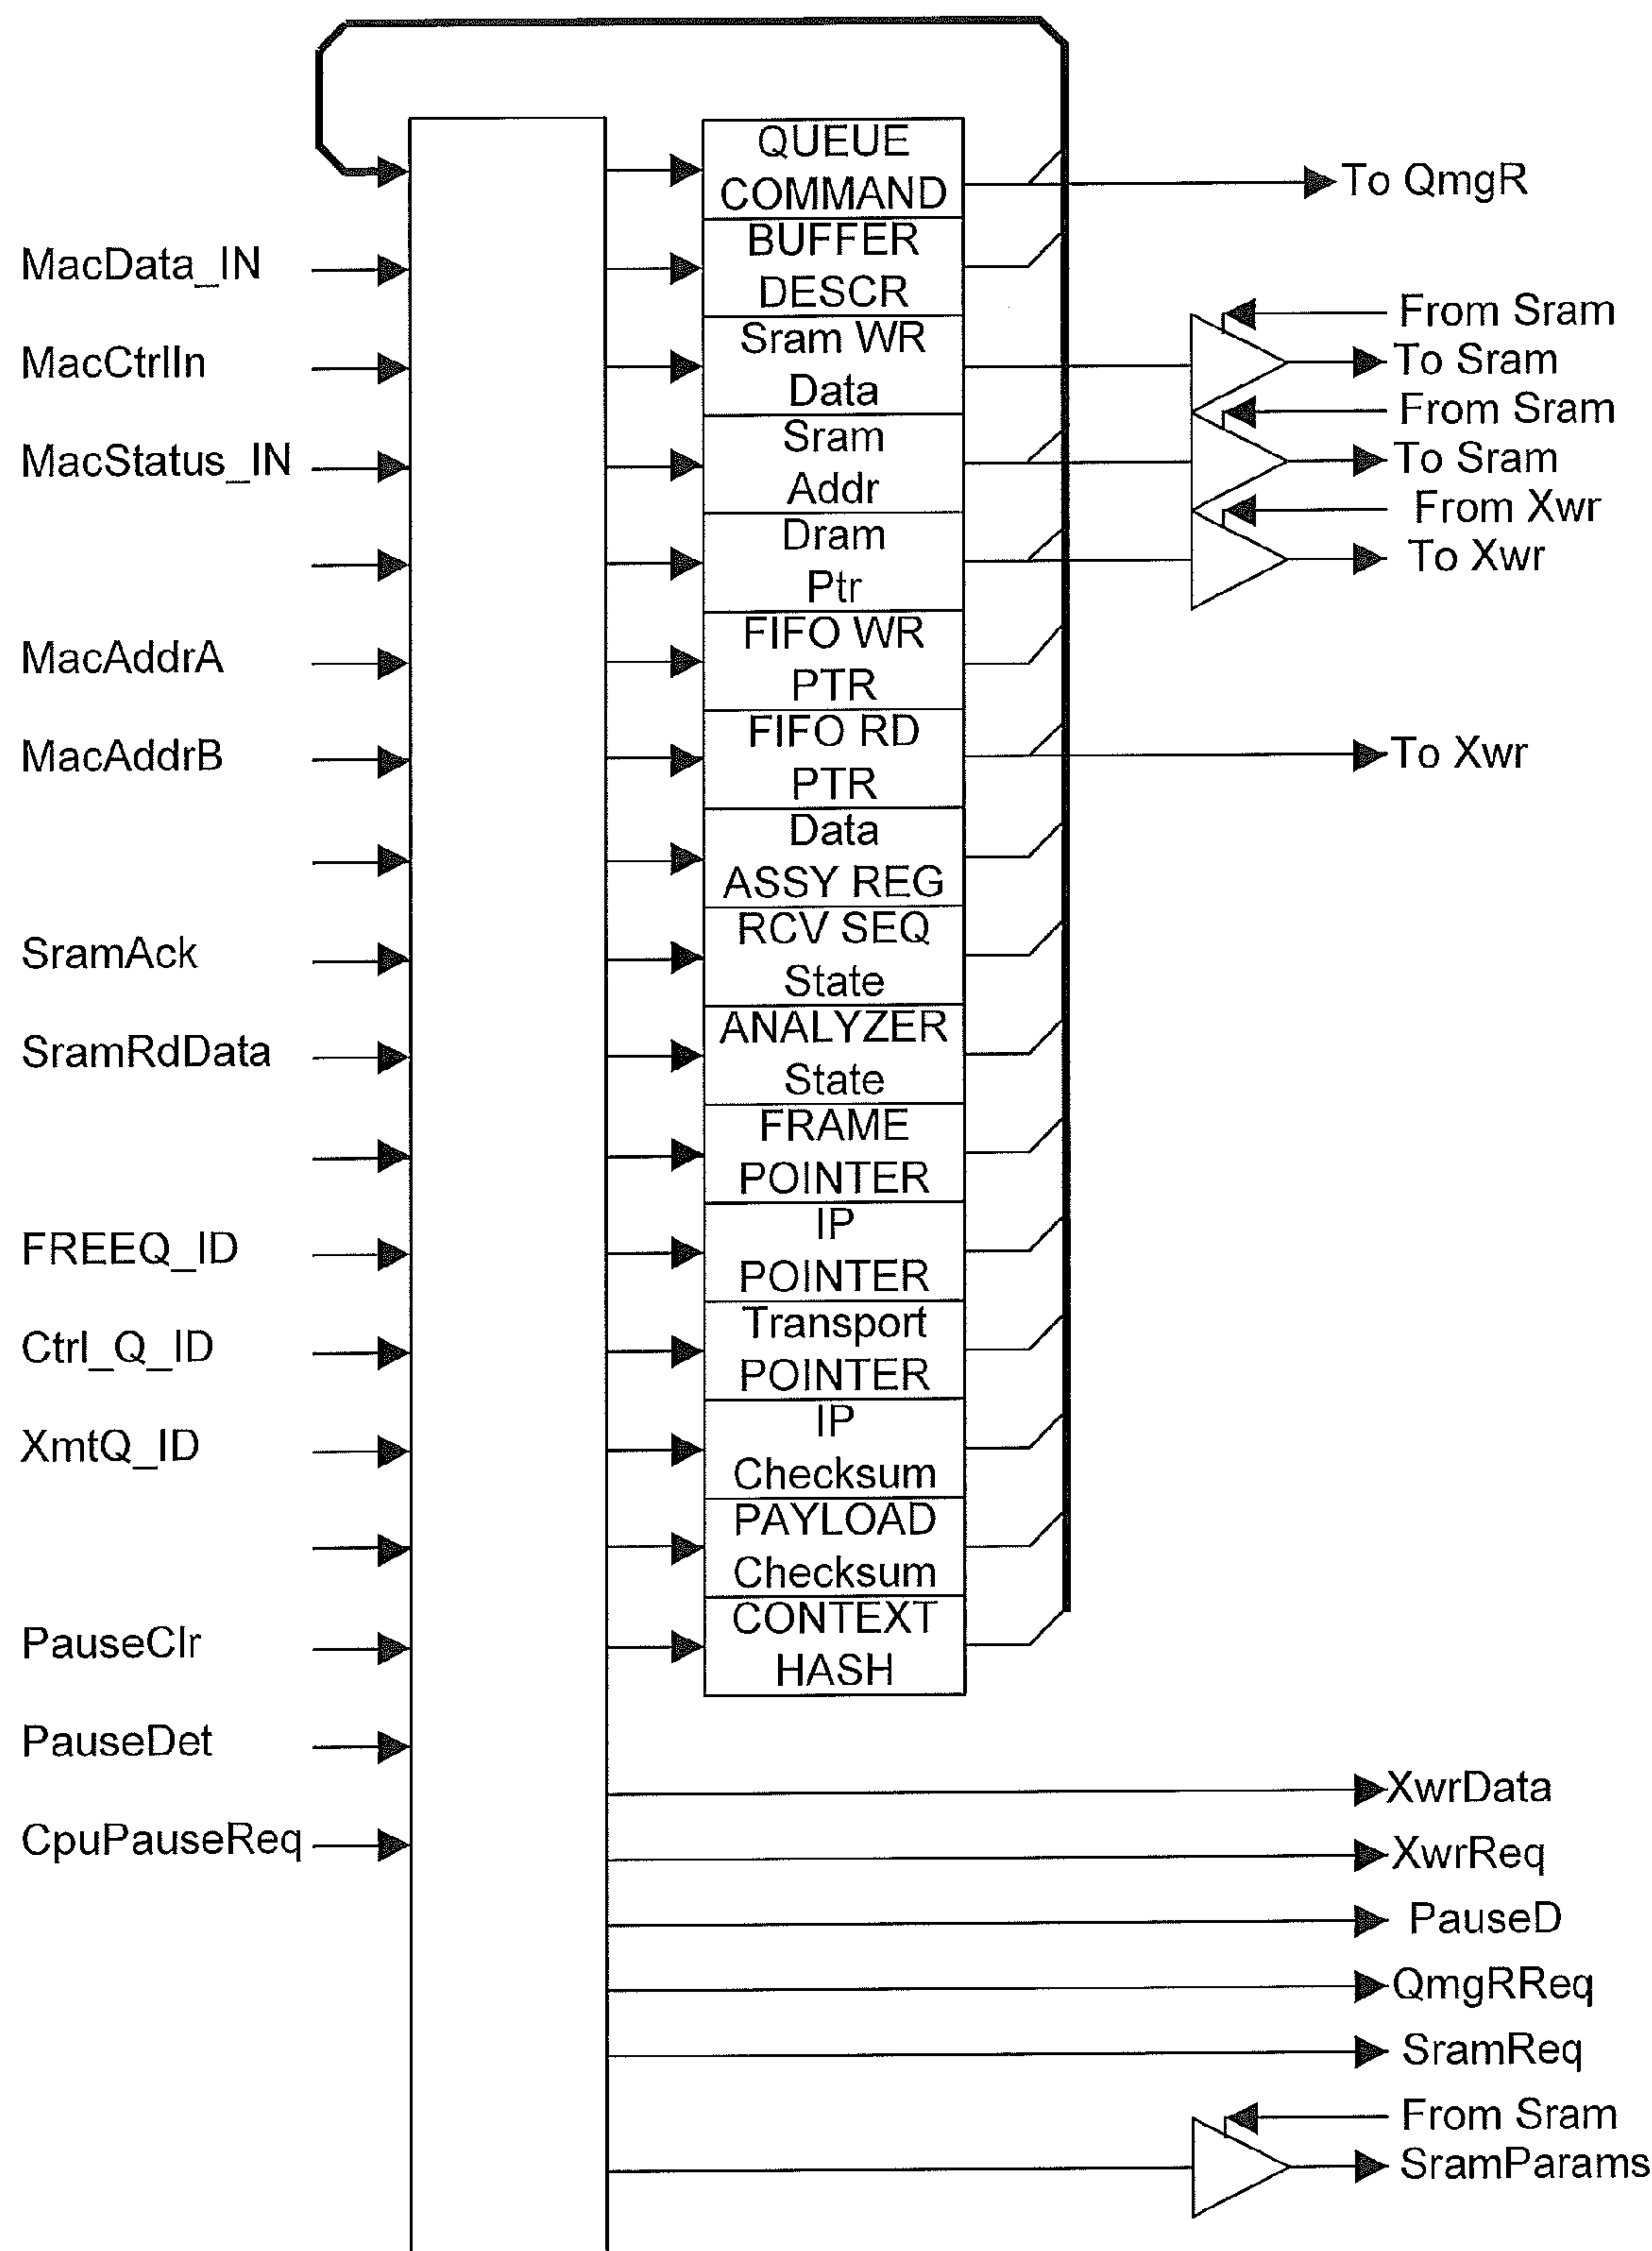 MacData_IN
MacCtrlIn
MacStatus_IN
MacAddrA
MacAddrB
SramAck
SramRdData
FREEQ_ID
Ctrl_Q_ID
XmtQ_ID
PauseClr
PauseDet
CpuPauseReq
QUEUE
COMMAND
BUFFER
DESCR
Sram WR
Data
Sram
Addr
Dram
Ptr
FIFO WR
PTR
FIFO RD
PTR
Data
ASSY REG
RCV SEQ
State
ANALYZER
State
FRAME
POINTER
IP
POINTER
Transport
POINTER
IP
Checksum
PAYLOAD
Checksum
CONTEXT
HASH
To QmgR
From Sram
To Sram
From Sram
To Sram
From Xwr
To Xwr
To Xwr
XwrData
XwrReq
PauseD
QmgRReq
SramReq
From Sram
SramParams